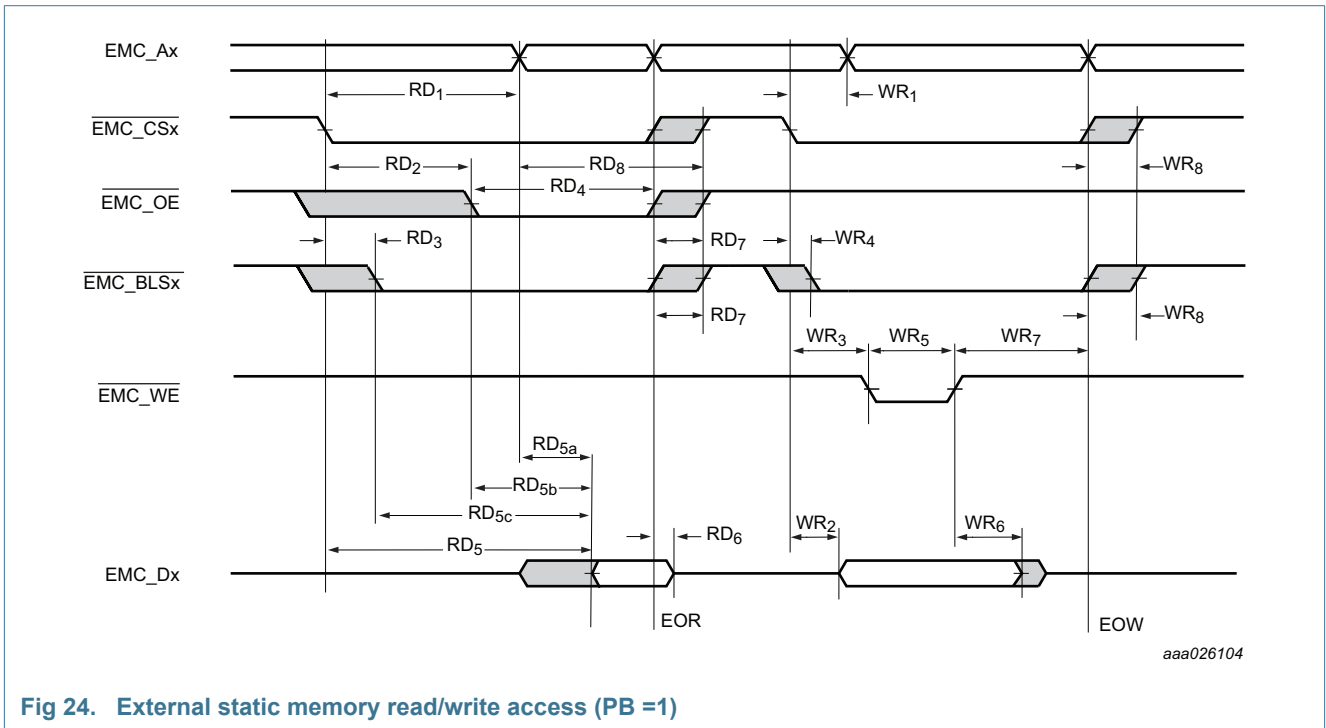 EMC_Ax
RD1
WR1
EMC_CSx
RD2
RD8
WR8
RD4
EMC_OE
RD3
RD7
WR4
EMC_BLSx
RD7
WR8
WR3
WR5
WR7
EMC_WE
RD5a
RD5b
RD5c
RD5
RD6
WR2
WR6
EMC_Dx
EOR
EOW
aaa026104
Fig 24. External static memory read/write access (PB =1)